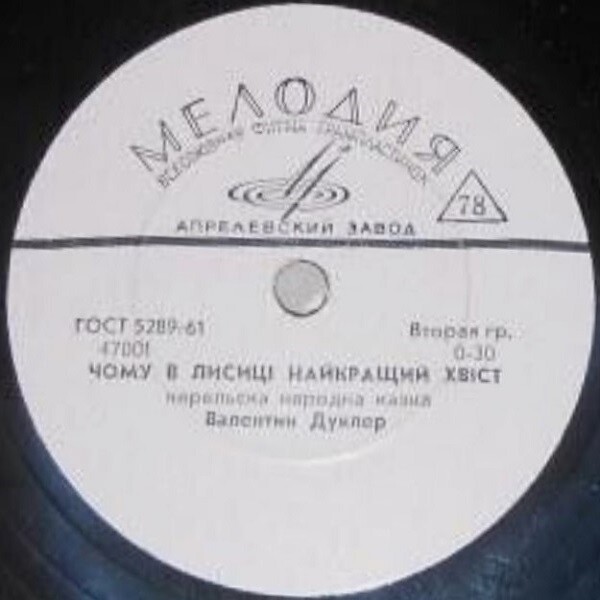 МЕЛОДИЯ
ВСЕСОЮЗНАЯ ФИРМА ГРАМПЛАСТИНОК
78
АПРЕЛЕВСКИЙ ЗАВОД
ГОСТ 5289-61 Вторая гр.
47001 0-30
ЧОМУ В ЛИСИЦІ НАЙКРАЩИЙ ХВІСТ
карельска народна казка
Валентин Дуклер